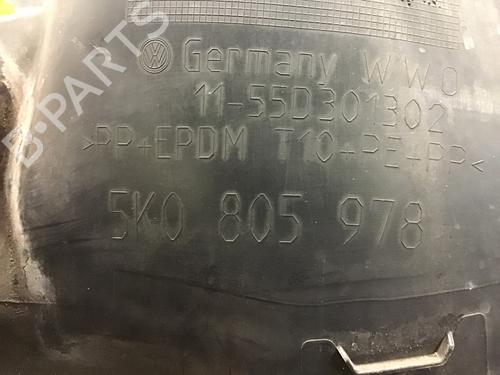 Germany WWO
11-55D301302
>PP+EPDM T10+PE+PP<
5K0 805 978
B-PARTS